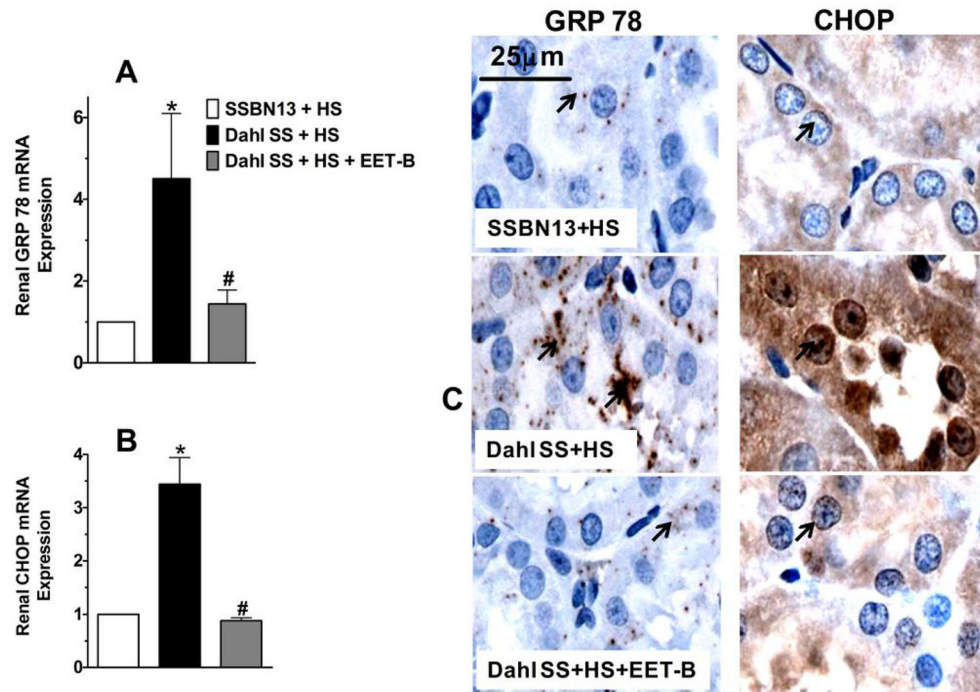 A
Renal GRP 78 mRNA
Expression
6
4
2
0
*
#
SSBN13 + HS
Dahl SS + HS
Dahl SS + HS + EET-B
B
Renal CHOP mRNA
Expression
4
3
2
1
0
*
#
C
GRP 78
CHOP
25μm
SSBN13+HS
Dahl SS+HS
Dahl SS+HS+EET-B